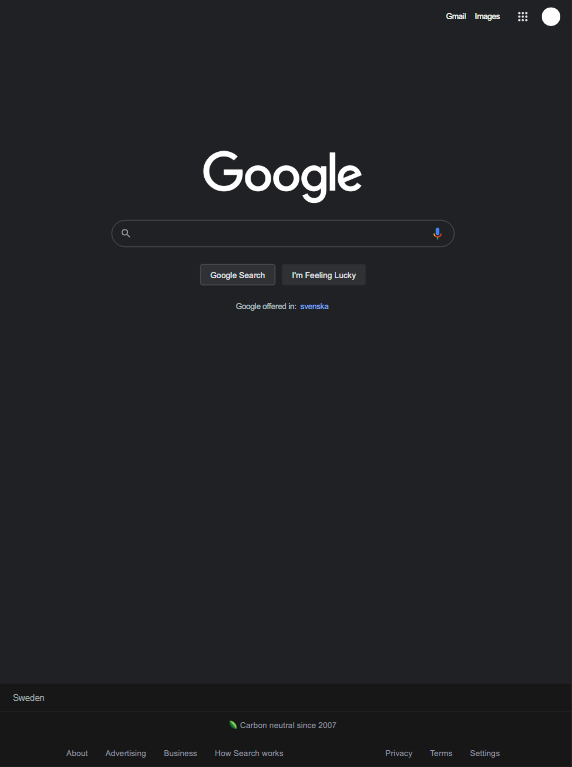 Gmail Images
Google
Google Search I'm Feeling Lucky
Google offered in: svenska
Sweden
Carbon neutral since 2007
About Advertising Business How Search works Privacy Terms Settings